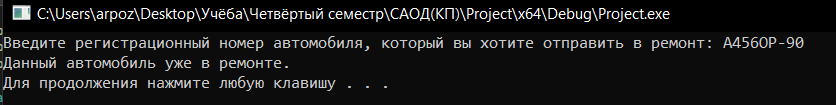 C:\Users\arpoz\Desktop\Учёба\Четвёртый семестр\САОД(КП)\Project\x64\Debug\Project.exe
Введите регистрационный номер автомобиля, который вы хотите отправить в ремонт: А456ОР-90
Данный автомобиль уже в ремонте.
Для продолжения нажмите любую клавишу . . .